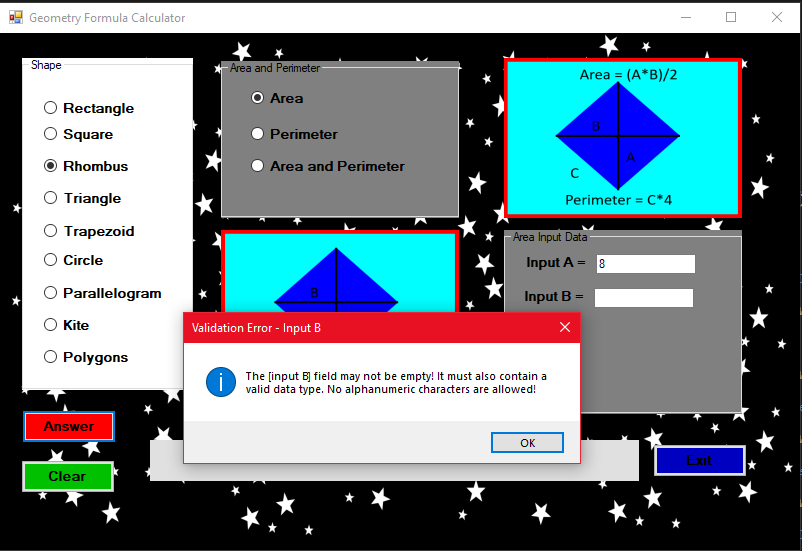 Geometry Formula Calculator
Shape
Rectangle
Square
Rhombus
Triangle
Trapezoid
Circle
Parallelogram
Kite
Polygons
Area and Perimeter
Area
Perimeter
Area and Perimeter
Area = (A*B)/2
B
A
C
Perimeter = C*4
B
Area Input Data
Input A = 8
Input B =
Validation Error - Input B
The [input B] field may not be empty! It must also contain a
valid data type. No alphanumeric characters are allowed!
OK
Answer
Clear
Exit